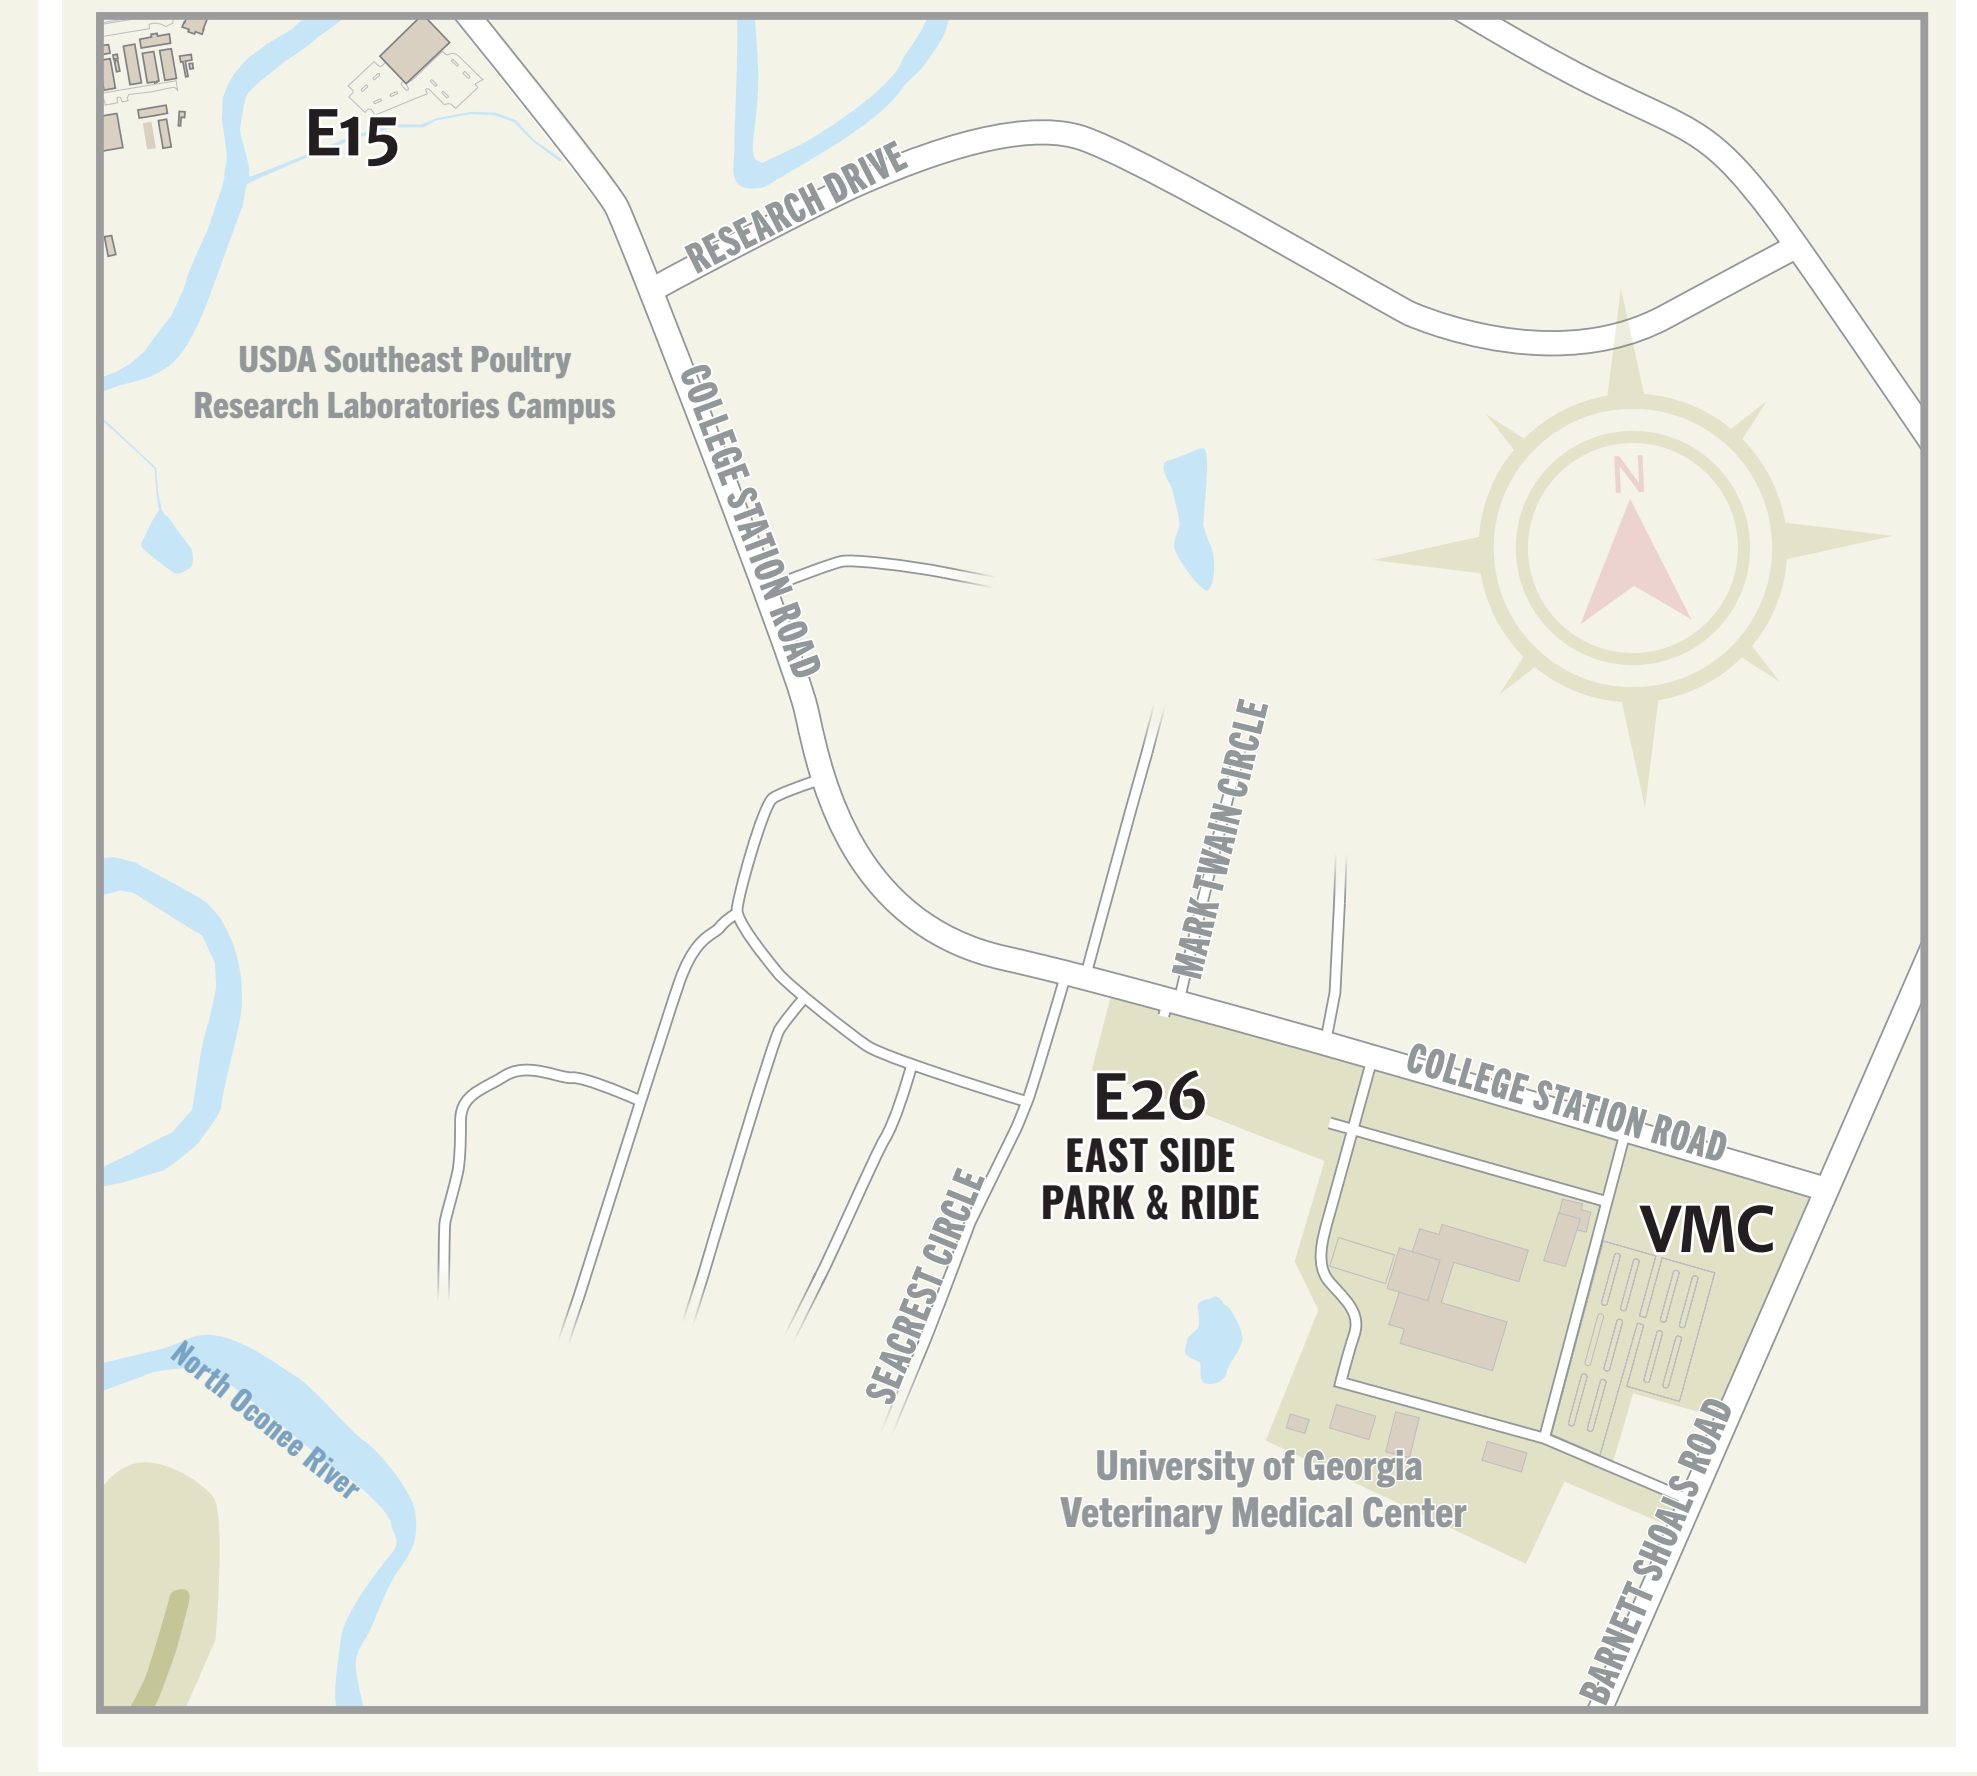 E15
RESEARCH DRIVE
USDA Southeast Poultry
Research Laboratories Campus
COLLEGE STATION ROAD
N
MARK TWAIN CIRCLE
COLLEGE STATION ROAD
E26
EAST SIDE
PARK & RIDE
VMC
SEACREST CIRCLE
North Oconee River
University of Georgia
Veterinary Medical Center
BARNETT SHOALS ROAD